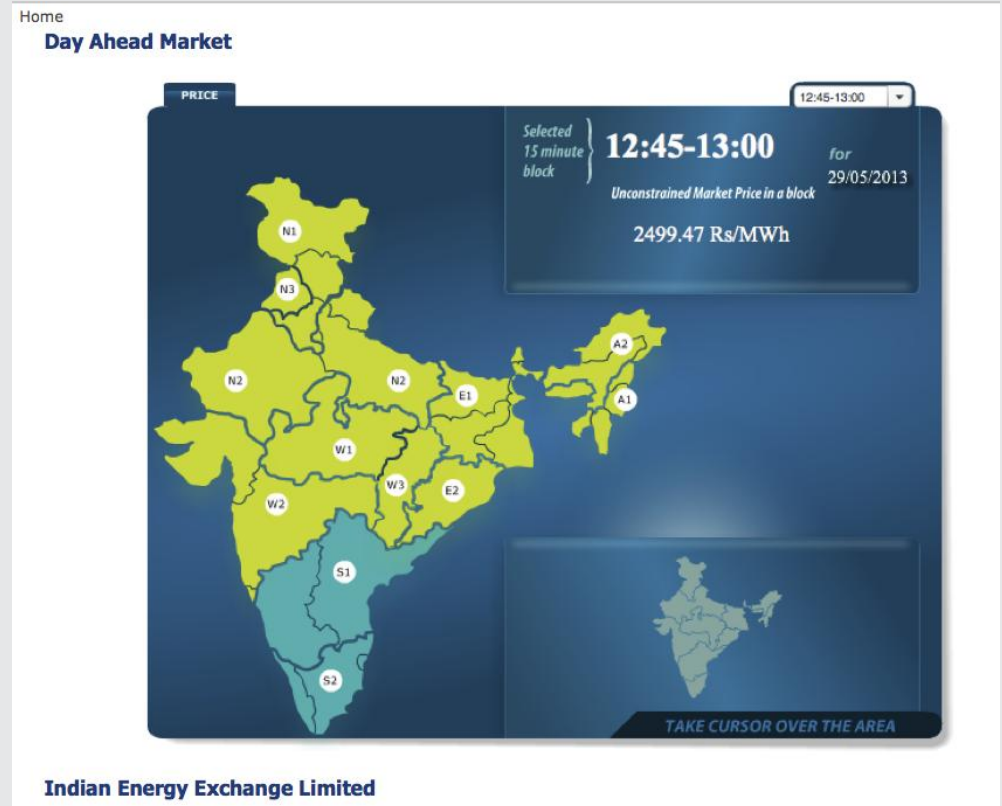 Home
Day Ahead Market
PRICE
12:45-13:00
Selected
15 minute
block
12:45-13:00
for
29/05/2013
Unconstrained Market Price in a block
2499.47 Rs/MWh
N1
N3
N2
N2
E1
A2
A1
W1
W3
E2
W2
S1
S2
TAKE CURSOR OVER THE AREA
Indian Energy Exchange Limited